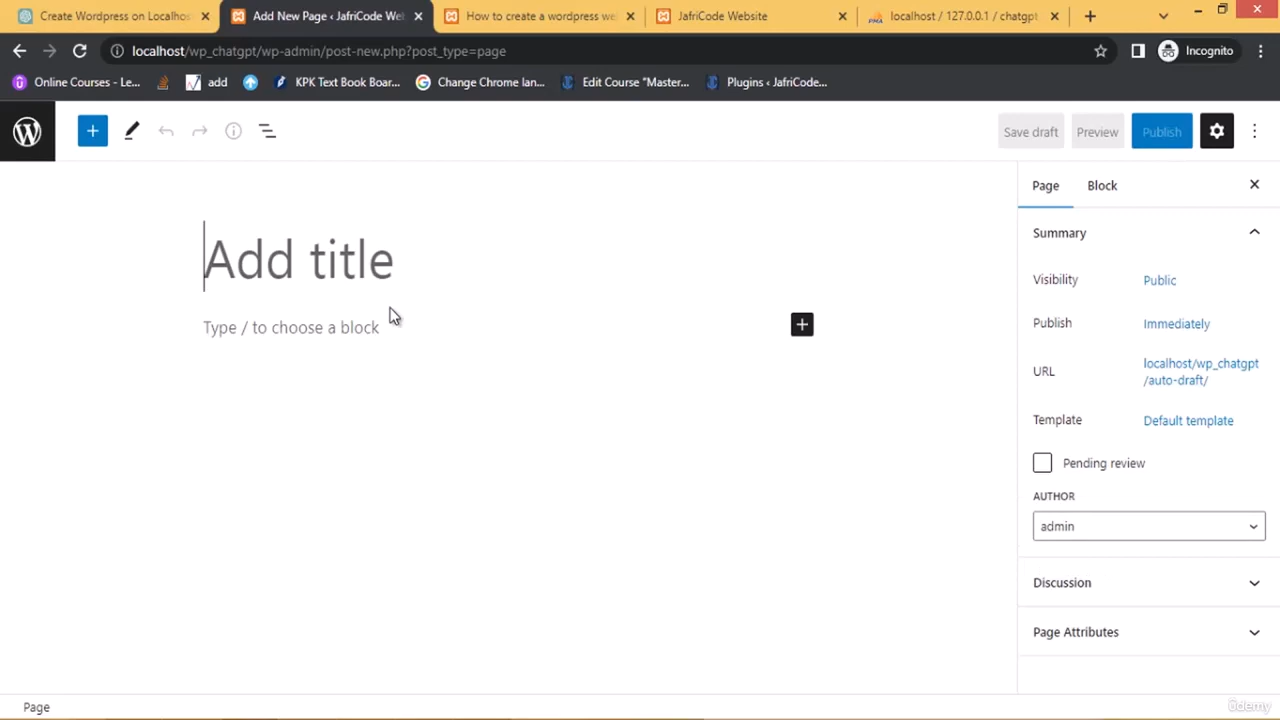 Create Wordpress on Localhos
Add New Page ‹ JafriCode Wel
How to create a wordpress we
JafriCode Website
localhost / 127.0.0.1 / chatgpt
localhost/wp_chatgpt/wp-admin/post-new.php?post_type=page
Incognito
Online Courses - Le...
add
KPK Text Book Boar...
Change Chrome lan...
Edit Course "Master...
Plugins ‹ JafriCode...
Save draft
Preview
Publish
Page
Block
Add title
Type / to choose a block
Summary
Visibility
Public
Publish
Immediately
URL
localhost/wp_chatgpt
/auto-draft/
Template
Default template
Pending review
AUTHOR
admin
Discussion
Page Attributes
Page
ûdemy